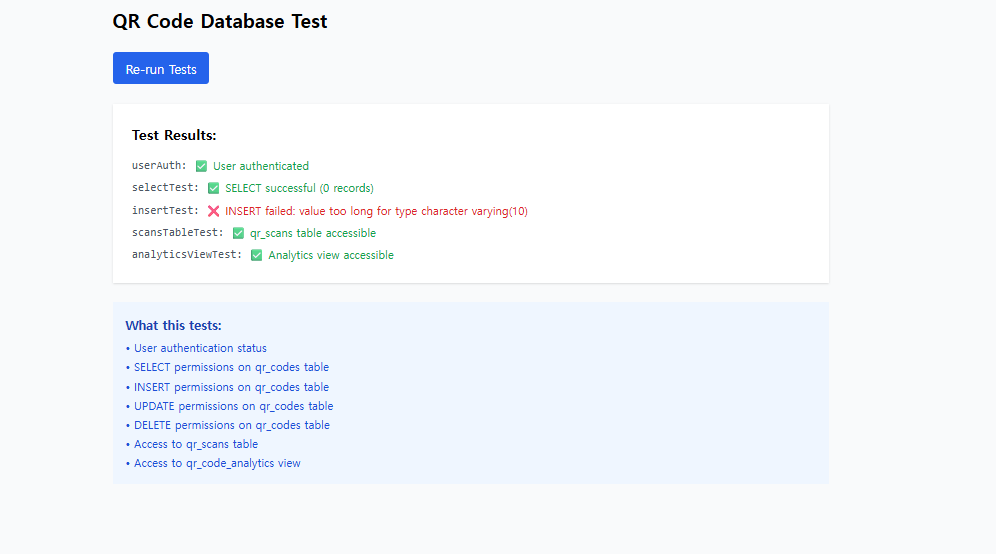 QR Code Database Test
Re-run Tests
Test Results:
userAuth: ✅ User authenticated
selectTest: ✅ SELECT successful (0 records)
insertTest: ❌ INSERT failed: value too long for type character varying(10)
scansTableTest: ✅ qr_scans table accessible
analyticsViewTest: ✅ Analytics view accessible
What this tests:
• User authentication status
• SELECT permissions on qr_codes table
• INSERT permissions on qr_codes table
• UPDATE permissions on qr_codes table
• DELETE permissions on qr_codes table
• Access to qr_scans table
• Access to qr_code_analytics view